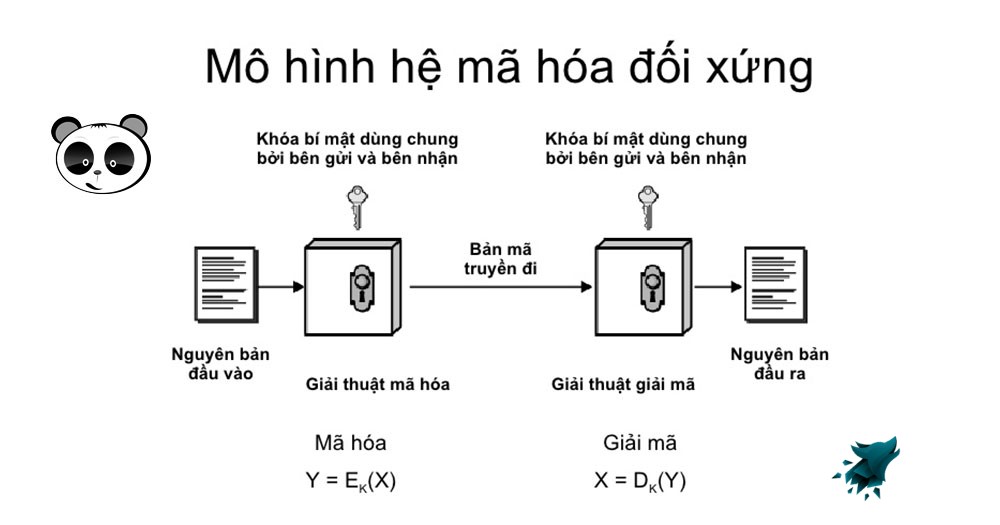 Mô hình hệ mã hóa đối xứng
Khóa bí mật dùng chung
bởi bên gửi và bên nhận
Khóa bí mật dùng chung
bởi bên gửi và bên nhận
Bản mã
truyền đi
Nguyên bản
đầu vào
Giải thuật mã hóa
Giải thuật giải mã
Nguyên bản
đầu ra
Mã hóa
Giải mã
Y = E_K(X)
X = D_K(Y)